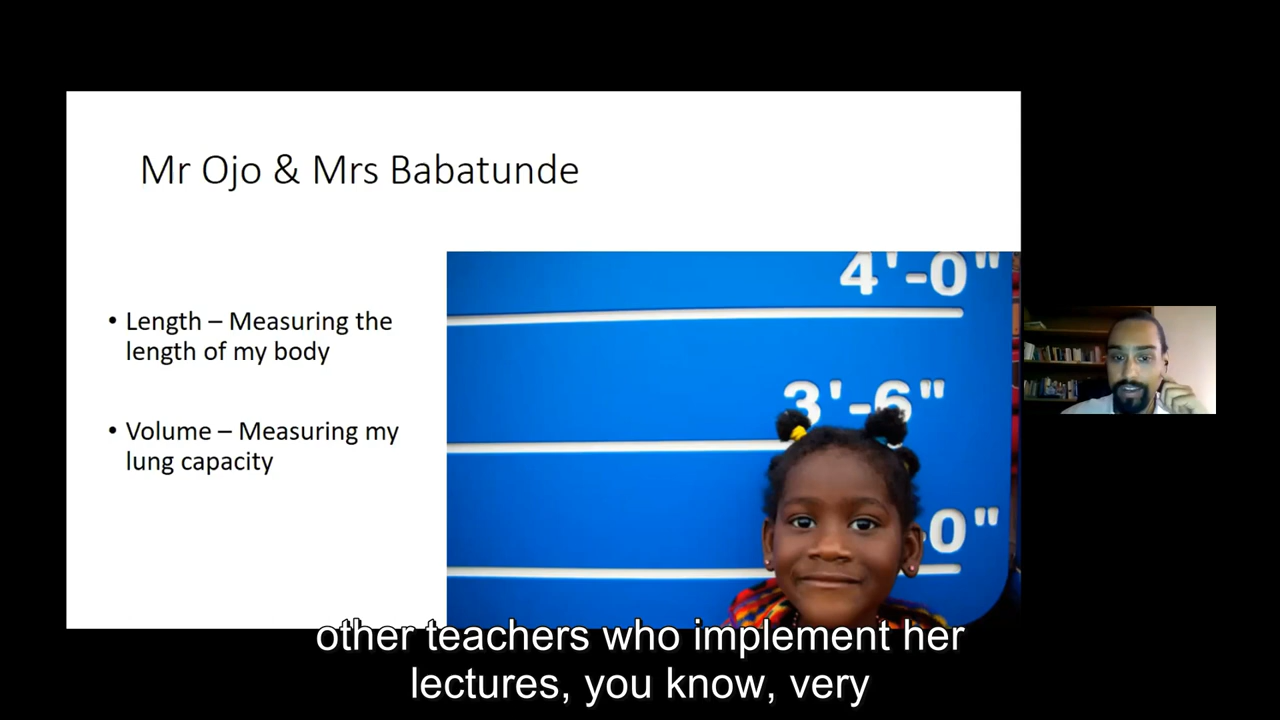 Mr Ojo & Mrs Babatunde
• Length – Measuring the
length of my body
• Volume – Measuring my
lung capacity
4'-0"
3'-6"
-0"
other teachers who implement her
lectures, you know, very